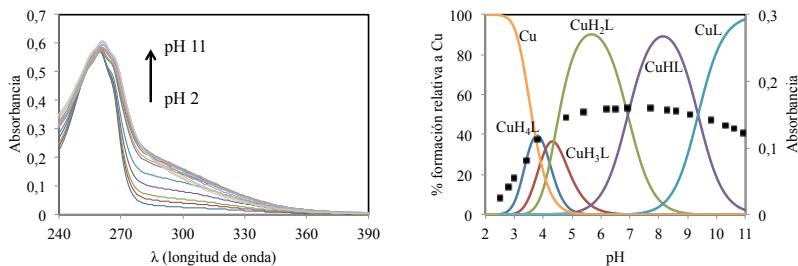 0,7
0,6
0,5
0,4
0,3
0,2
0,1
0
Absorbancia
pH 11
pH 2
240
270
300
330
360
390
λ (longitud de onda)
100
80
60
40
20
0
% formación relativa a Cu
Cu
CuH₂L
CuHL
CuL
CuH₄L
CuH₃L
0,3
0,2
0,1
0
Absorbancia
2
3
4
5
6
7
8
9
10
11
pH